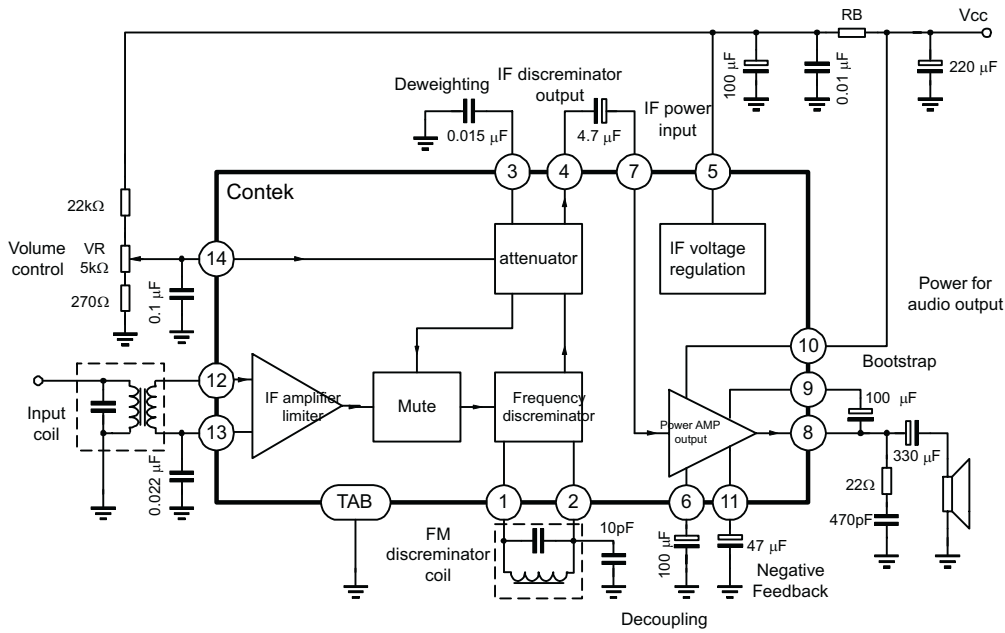 RB
Vcc
100 µF
0.01 µF
220 µF
Deweighting
0.015 µF
IF discreminator
output
4.7 µF
IF power
input
3
4
7
5
Contek
22kΩ
Volume
control
VR
5kΩ
270Ω
0.1 µF
14
attenuator
IF voltage
regulation
Power for
audio output
10
Bootstrap
9
100 µF
12
13
Input
coil
0.022 µF
IF amplifier
limiter
Mute
Frequency
discreminator
Power AMP
output
8
330 µF
22Ω
470pF
TAB
1
2
6
11
FM
discreminator
coil
10pF
100 µF
47 µF
Negative
Feedback
Decoupling